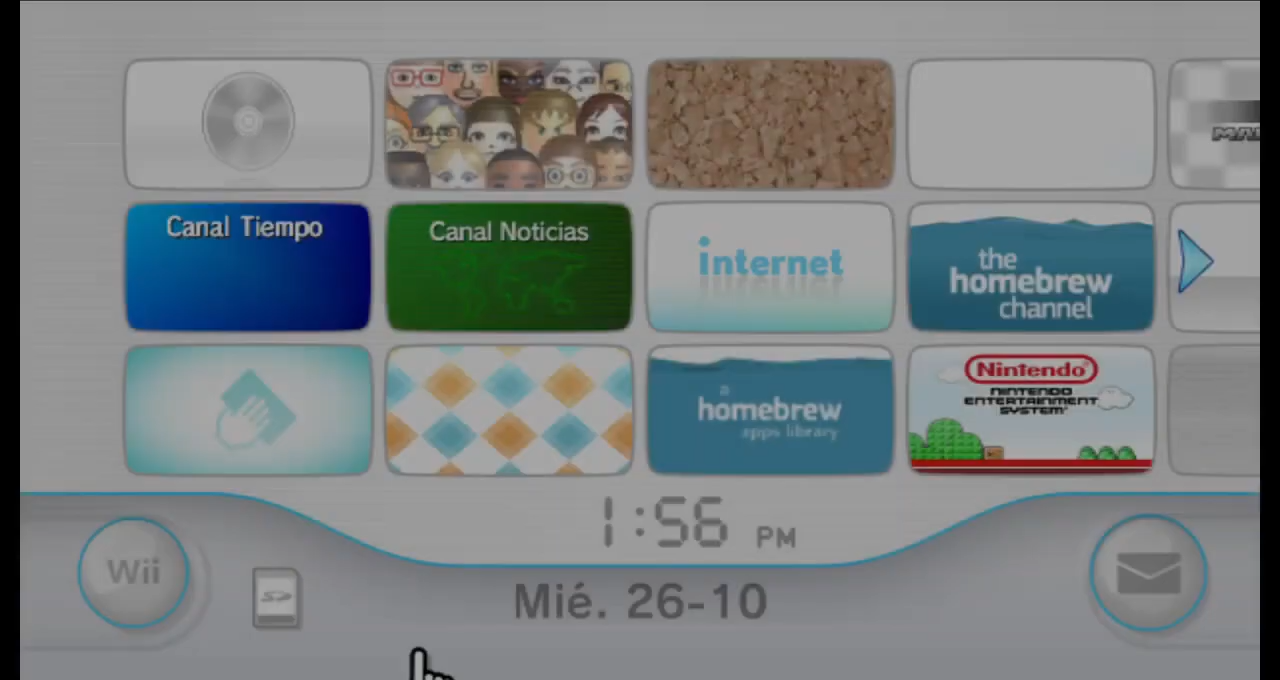 Canal Tiempo
Canal Noticias
internet
the
homebrew
channel
a
homebrew
apps library
Nintendo®
NINTENDO
ENTERTAINMENT
SYSTEM
1:56 PM
Wii
SD
Mié. 26-10